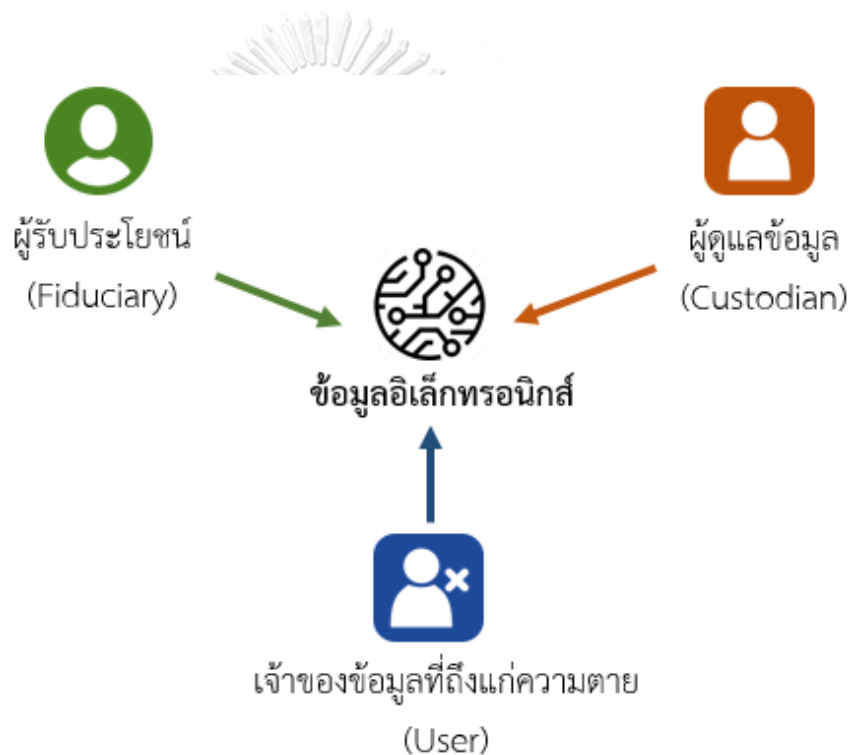 ผู้รับประโยชน์
(Fiduciary)
ผู้ดูแลข้อมูล
(Custodian)
ข้อมูลอิเล็กทรอนิกส์
เจ้าของข้อมูลที่ถึงแก่ความตาย
(User)